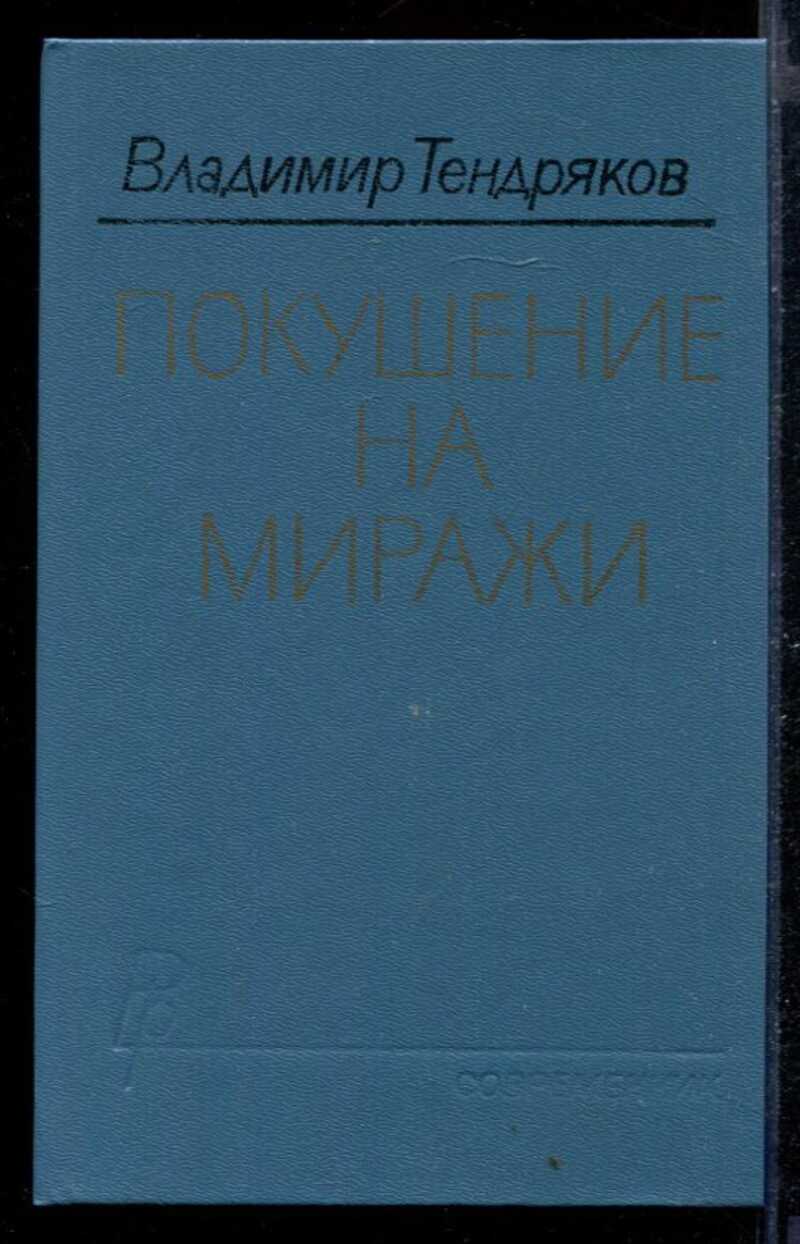 Владимир Тендряков
ПОКУШЕНИЕ
НА
МИРАЖИ
СОВРЕМЕННИК